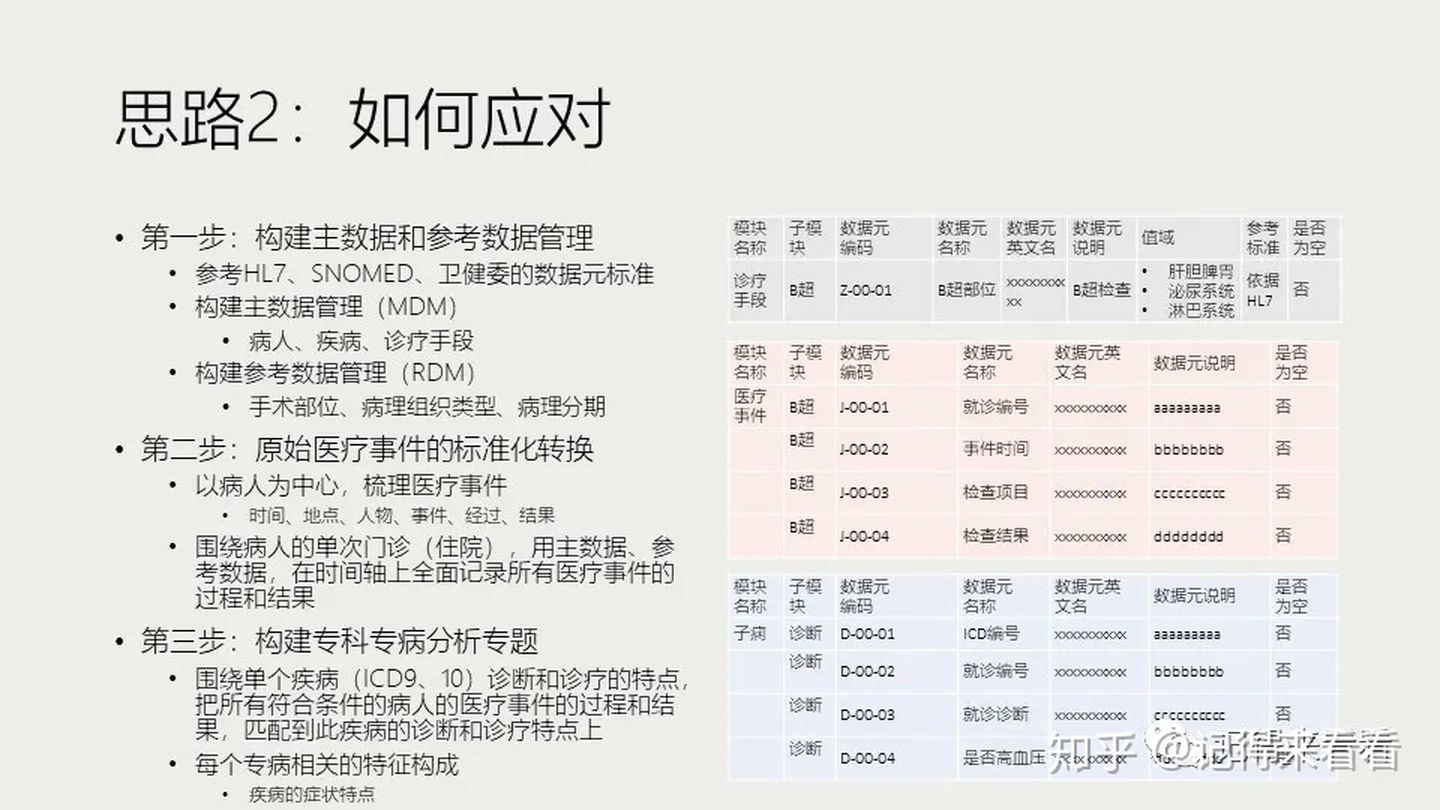 思路2：如何应对
• 第一步：构建主数据和参考数据管理
• 参考HL7、SNOMED、卫健委的数据元标准
• 构建主数据管理（MDM）
• 病人、疾病、诊疗手段
• 构建参考数据管理（RDM）
• 手术部位、病理组织类型、病理分期
• 第二步：原始医疗事件的标准化转换
• 以病人为中心，梳理医疗事件
• 时间、地点、人物、事件、经过、结果
• 围绕病人的单次门诊（住院），用主数据、参
考数据，在时间轴上全面记录所有医疗事件的
过程和结果
• 第三步：构建专科专病分析专题
• 围绕单个疾病（ICD9、10）诊断和诊疗的特点，
把所有符合条件的病人的医疗事件的过程和结
果，匹配到此疾病的诊断和诊疗特点上
• 每个专病相关的特征构成
• 疾病的症状特点
模块 子模 数据元 数据元 数据元 数据元 值域 参考 是否
名称 块 编码 名称 英文名 说明 标准 为空
诊疗 B超 Z-00-01 B超部位 xxxxxxxx B超检查 • 肝胆脾胃 依据 否
手段 xx • 泌尿系统 HL7
• 淋巴系统
模块 子模 数据元 数据元 数据元英 数据元说明 是否
名称 块 编码 名称 文名 为空
医疗 B超 J-00-01 就诊编号 xxxxxxxxxx aaaaaaaaa 否
事件
B超 J-00-02 事件时间 xxxxxxxxxx bbbbbbbb 否
B超 J-00-03 检查项目 xxxxxxxxxx cccccccccc 否
B超 J-00-04 检查结果 xxxxxxxxxx dddddddd 否
模块 子模 数据元 数据元 数据元英 数据元说明 是否
名称 块 编码 名称 文名 为空
子痫 诊断 D-00-01 ICD编号 xxxxxxxxxx aaaaaaaaa 否
诊断 D-00-02 就诊编号 xxxxxxxxxx bbbbbbbb 否
诊断 D-00-03 就诊诊断 xxxxxxxxxx cccccccccc 否
诊断 D-00-04 是否高血压
知乎 @记得来看看